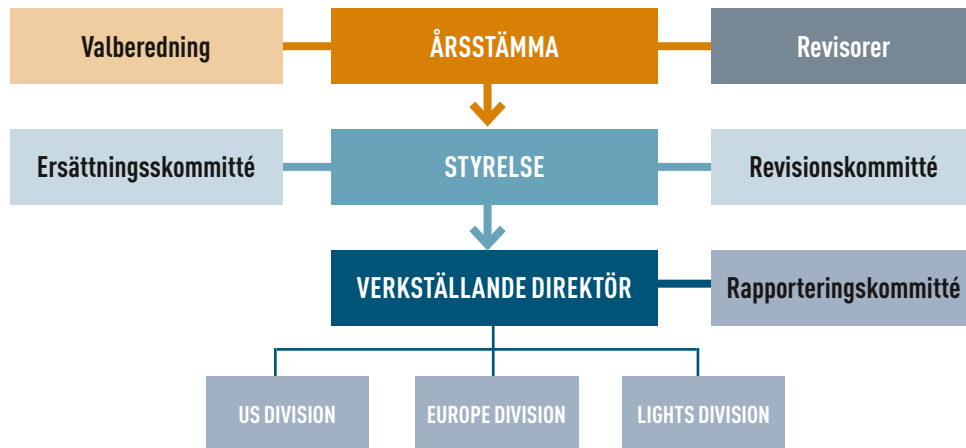 Valberedning
ÅRSSTÄMMA
Revisorer
Ersättningsskommitté
STYRELSE
Revisionskommitté
VERKSTÄLLANDE DIREKTÖR
Rapporteringskommitté
US DIVISION
EUROPE DIVISION
LIGHTS DIVISION